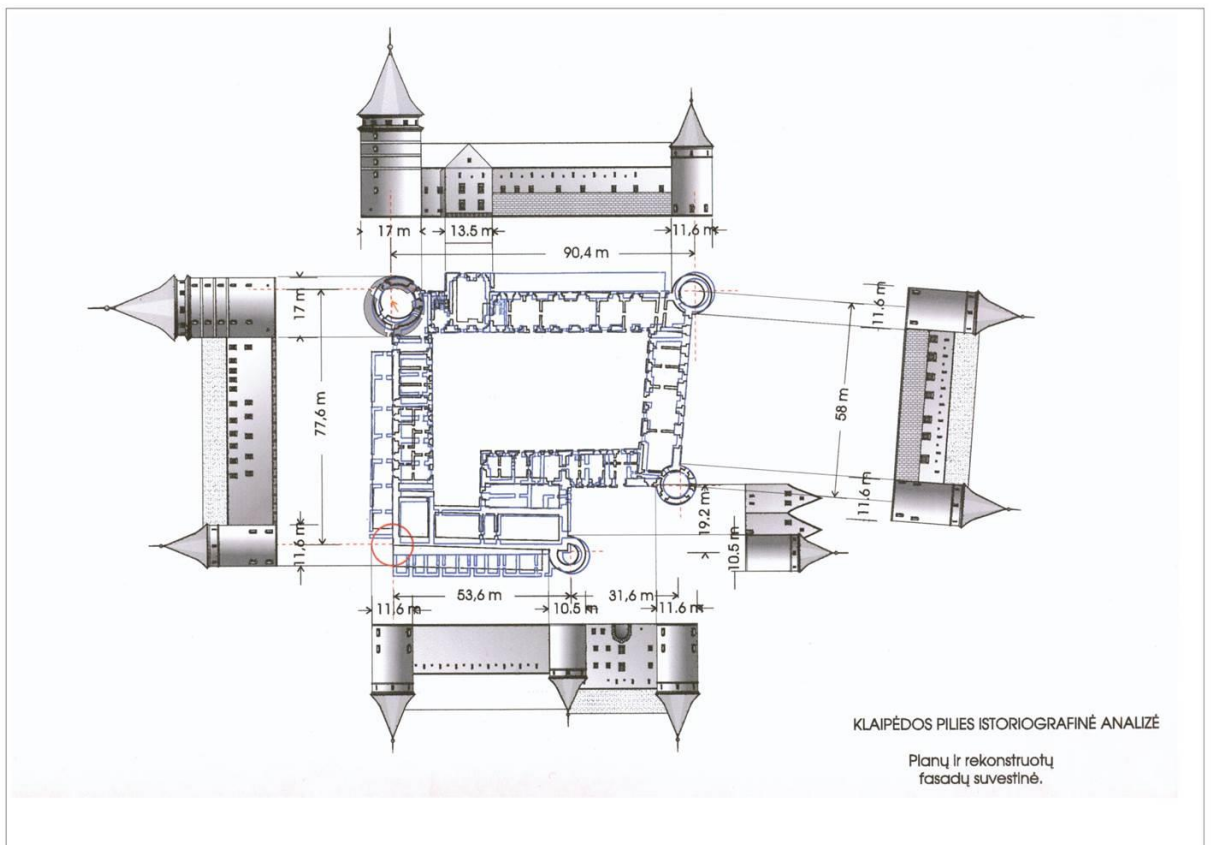 17 m
13.5 m
11,6 m
90,4 m
17 m
77,6 m
11,6 m
11.6 m
58 m
11.6 m
19.2 m
10.5 m
53,6 m
31,6 m
11.6 m
10.5 m
11.6 m
KLAIPĖDOS PILIES ISTORIOGRAFINĖ ANALIZĖ
Planų ir rekonstruotų
fasadų suvestinė.